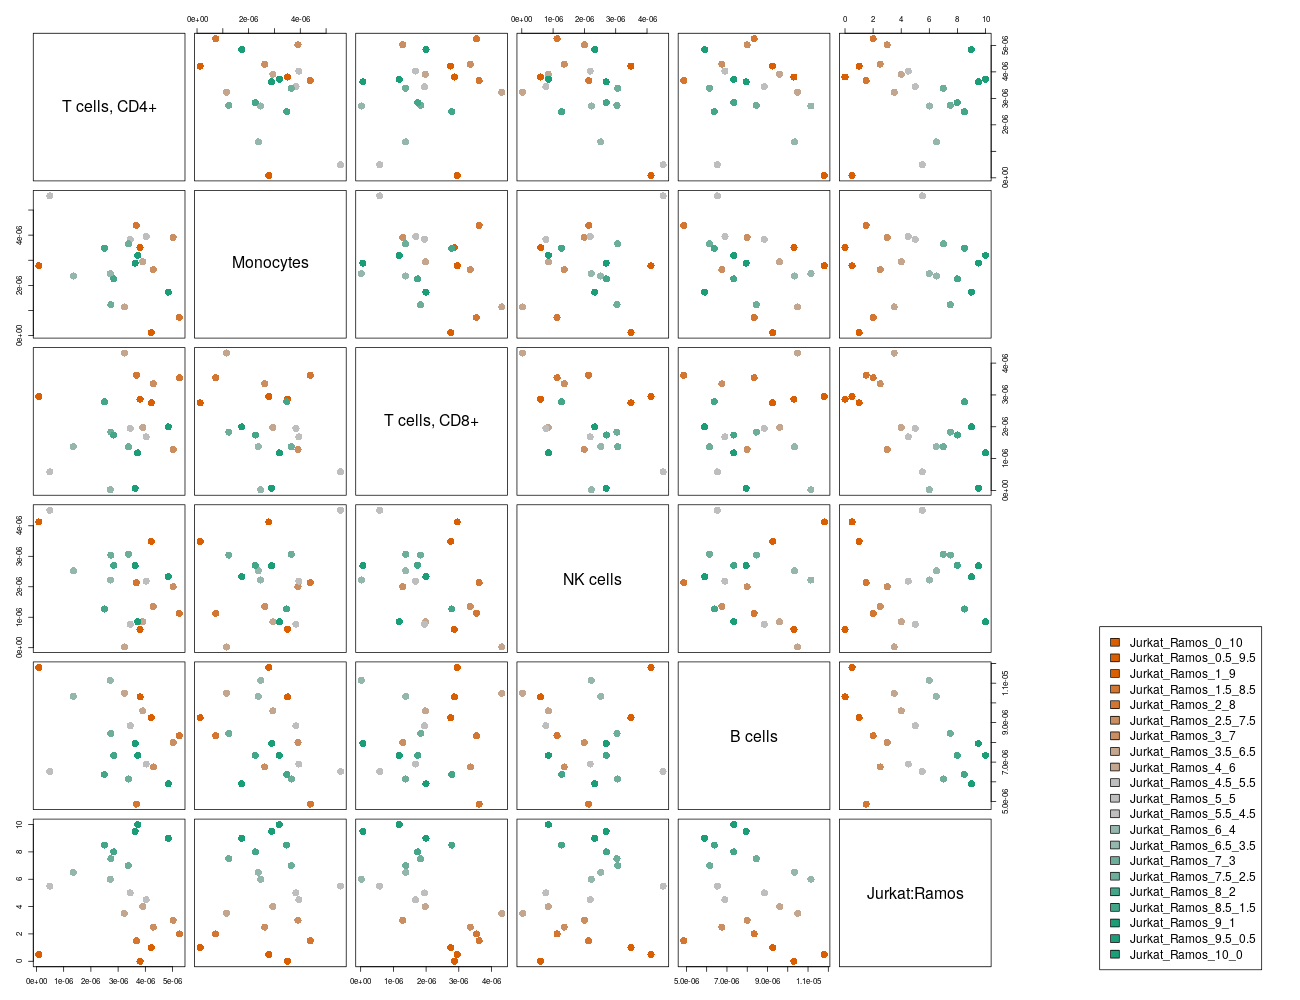 0e+00 2e-06 4e-06 0e+00 1e-06 2e-06 3e-06 4e-06 0 2 4 6 8 10
T cells, CD4+
0e+00 2e-06 3e-06 4e-06 5e-06
0e+00 2e-06 4e-06
Monocytes
T cells, CD8+
0e+00 1e-06 2e-06 3e-06 4e-06
0e+00 1e-06 2e-06 3e-06 4e-06
NK cells
B cells
5.0e-06 7.0e-06 9.0e-06 1.1e-05
0 2 4 6 8 10
Jurkat:Ramos
0e+00 1e-06 2e-06 3e-06 4e-06 5e-06 0e+00 1e-06 2e-06 3e-06 4e-06 5.0e-06 7.0e-06 9.0e-06 1.1e-05
Jurkat_Ramos_0_10
Jurkat_Ramos_0.5_9.5
Jurkat_Ramos_1_9
Jurkat_Ramos_1.5_8.5
Jurkat_Ramos_2_8
Jurkat_Ramos_2.5_7.5
Jurkat_Ramos_3_7
Jurkat_Ramos_3.5_6.5
Jurkat_Ramos_4_6
Jurkat_Ramos_4.5_5.5
Jurkat_Ramos_5_5
Jurkat_Ramos_5.5_4.5
Jurkat_Ramos_6_4
Jurkat_Ramos_6.5_3.5
Jurkat_Ramos_7_3
Jurkat_Ramos_7.5_2.5
Jurkat_Ramos_8_2
Jurkat_Ramos_8.5_1.5
Jurkat_Ramos_9_1
Jurkat_Ramos_9.5_0.5
Jurkat_Ramos_10_0